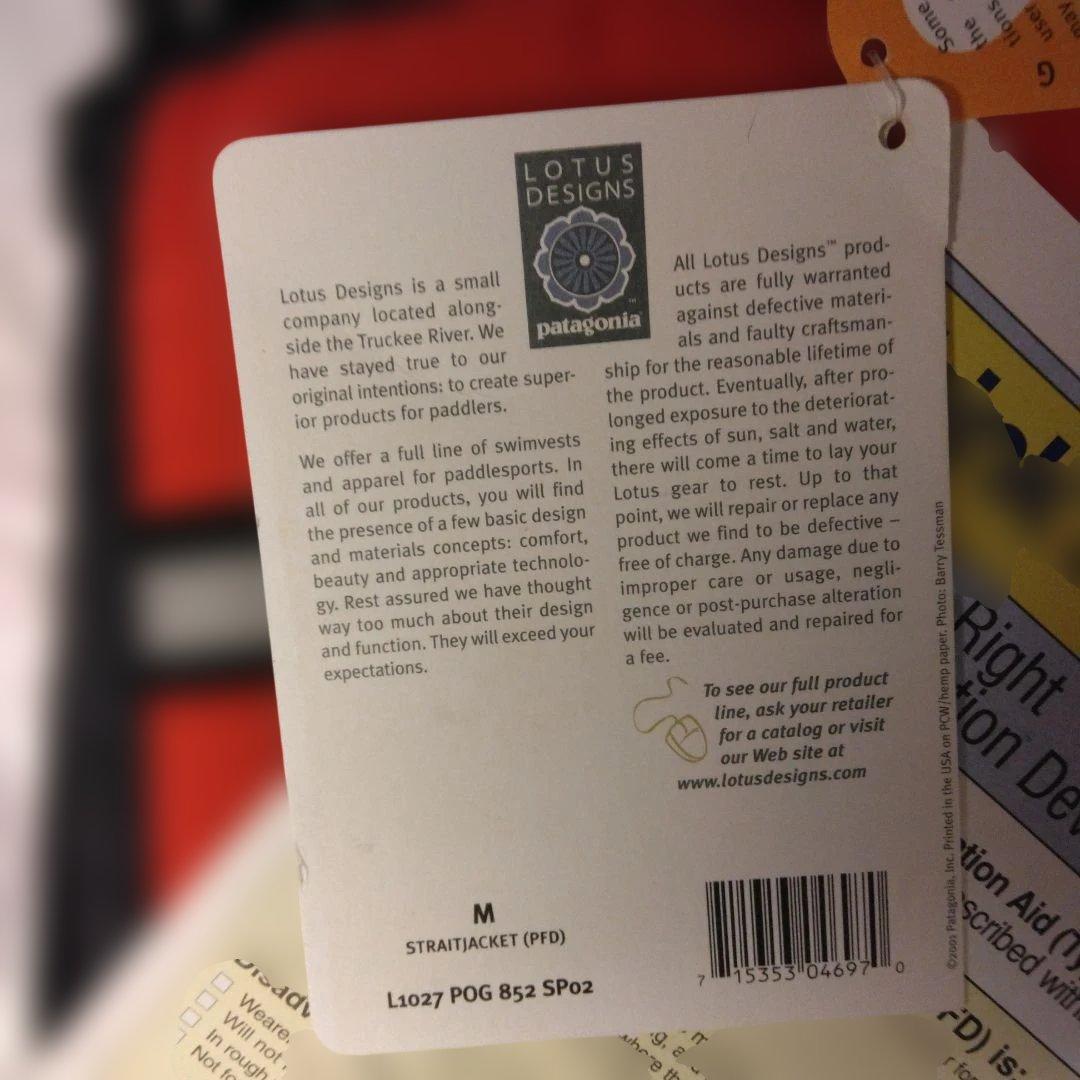 LOTUS
DESIGNS
patagonia™
Lotus Designs is a small
company located along-
side the Truckee River. We
have stayed true to our
original intentions: to create super-
ior products for paddlers.
We offer a full line of swimvests
and apparel for paddlesports. In
all of our products, you will find
the presence of a few basic design
and materials concepts: comfort,
beauty and appropriate technolo-
gy. Rest assured we have thought
way too much about their design
and function. They will exceed your
expectations.
All Lotus Designs™ prod-
ucts are fully warranted
against defective materi-
als and faulty craftsman-
ship for the reasonable lifetime of
the product. Eventually, after pro-
longed exposure to the deteriorat-
ing effects of sun, salt and water,
there will come a time to lay your
Lotus gear to rest. Up to that
point, we will repair or replace any
product we find to be defective –
free of charge. Any damage due to
improper care or usage, negli-
gence or post-purchase alteration
will be evaluated and repaired for
a fee.
To see our full product
line, ask your retailer
for a catalog or visit
our Web site at
www.lotusdesigns.com
M
STRAITJACKET (PFD)
L1027 POG 852 SP02
7 15353 04697 0
©2001 Patagonia, Inc. Printed in the USA on PCW/hemp paper. Photo: Barry Tessman
Some
the
tions
user
may
G
Right
tion Dev
tion Aid (Ty
scribed with
FD) is:
Disadv
Weare
Will not
In rough
Not fo